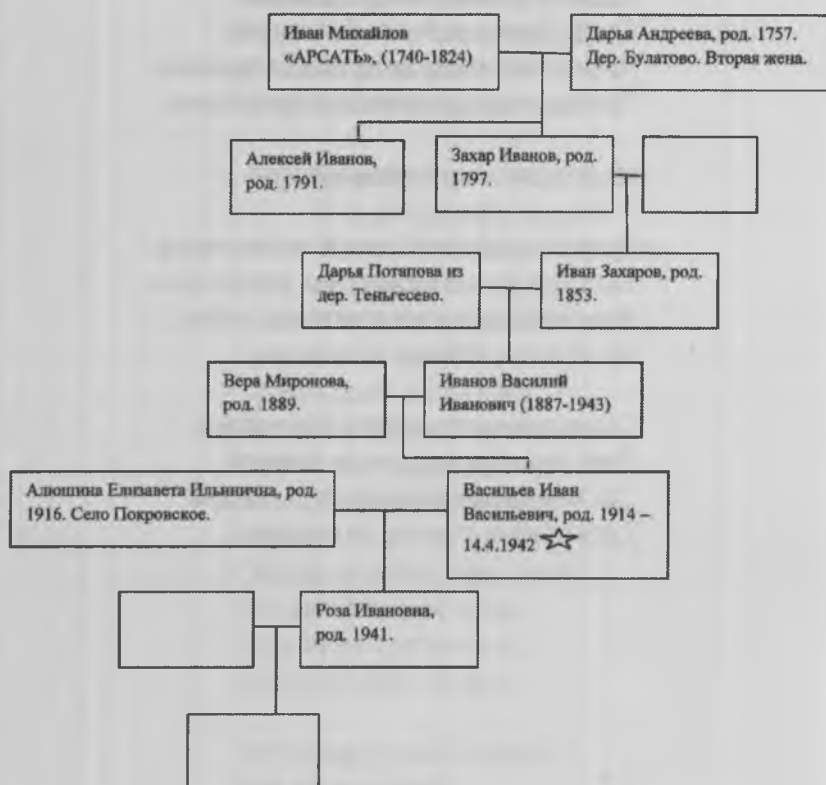 Иван Михайлов
«АРСАТЬ», (1740-1824)
Дарья Андреева, род. 1757.
Дер. Булатово. Вторая жена.
Алексей Иванов,
род. 1791.
Захар Иванов, род.
1797.
Дарья Потапова из
дер. Теньгесево.
Иван Захаров, род.
1853.
Вера Миронова,
род. 1889.
Иванов Василий
Иванович (1887-1943)
Алюшина Елизавета Ильинична, род.
1916. Село Покровское.
Васильев Иван
Васильевич, род. 1914 –
14.4.1942
Роза Ивановна,
род. 1941.